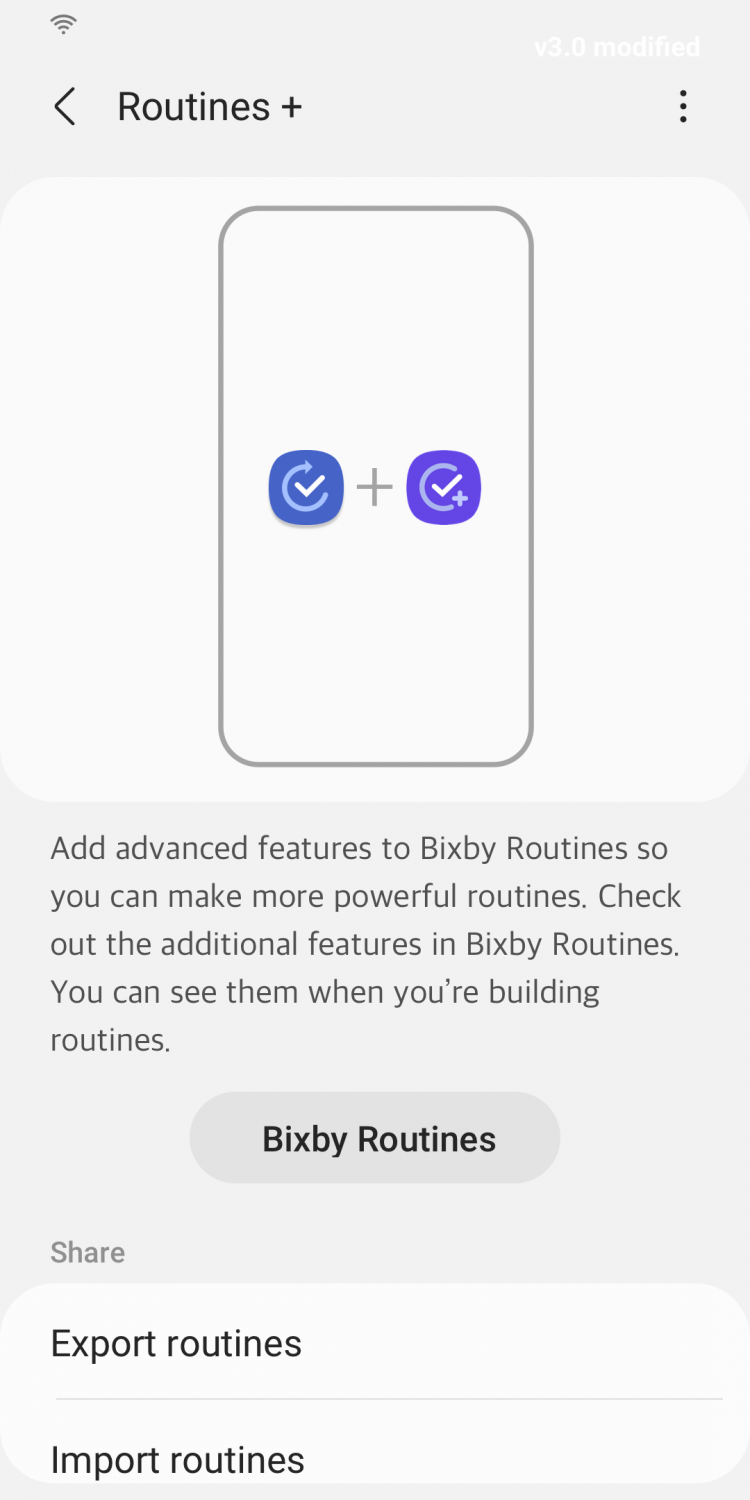 v3.0 modified
Routines +
Add advanced features to Bixby Routines so
you can make more powerful routines. Check
out the additional features in Bixby Routines.
You can see them when you’re building
routines.
Bixby Routines
Share
Export routines
Import routines